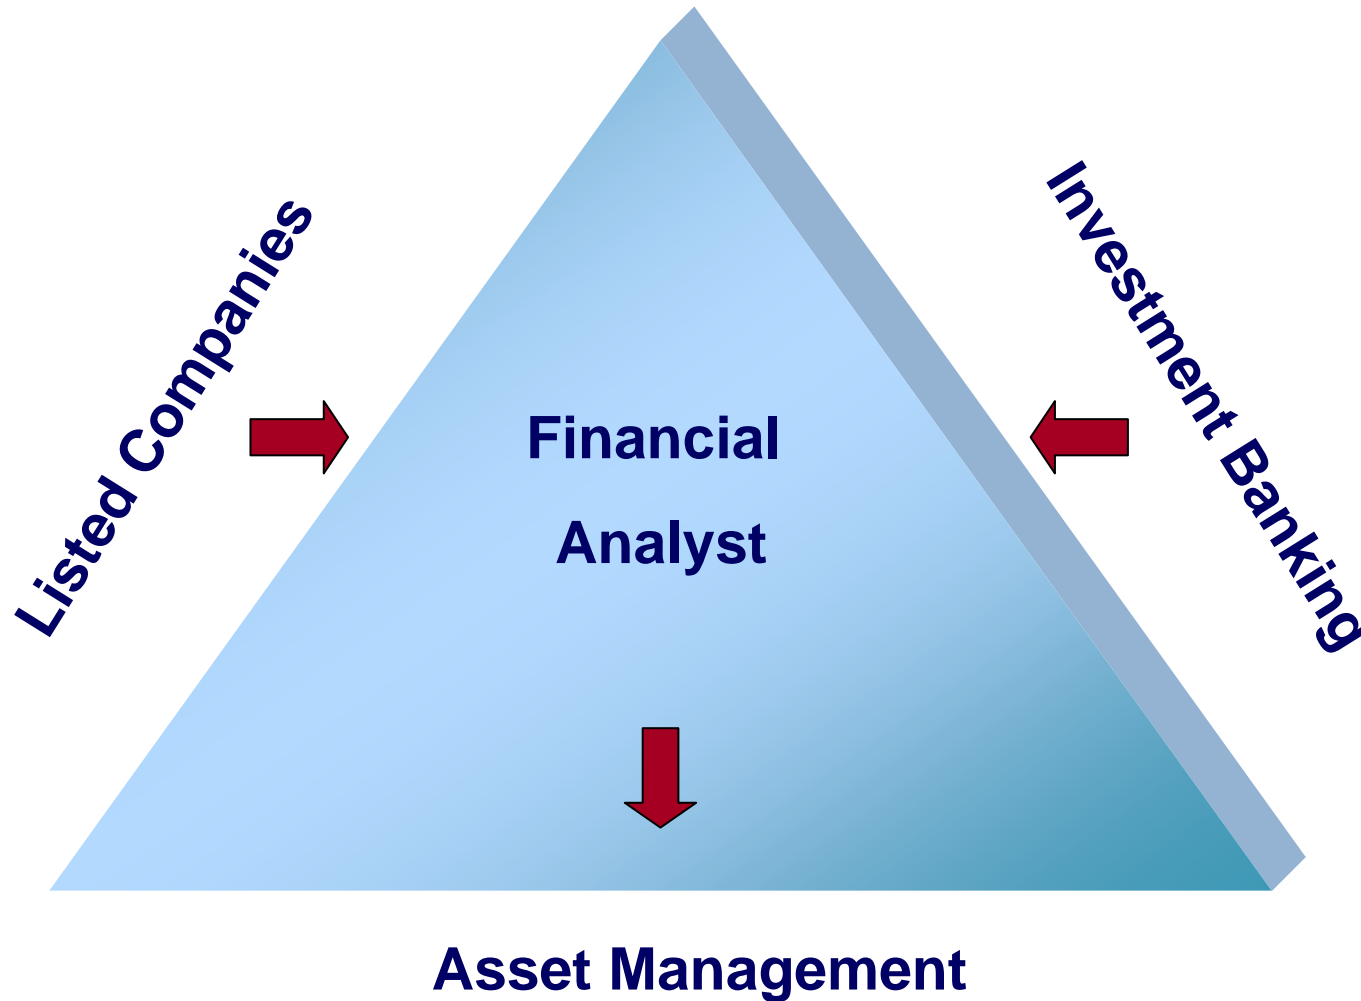 Listed Companies
Investment Banking
Financial
Analyst
Asset Management